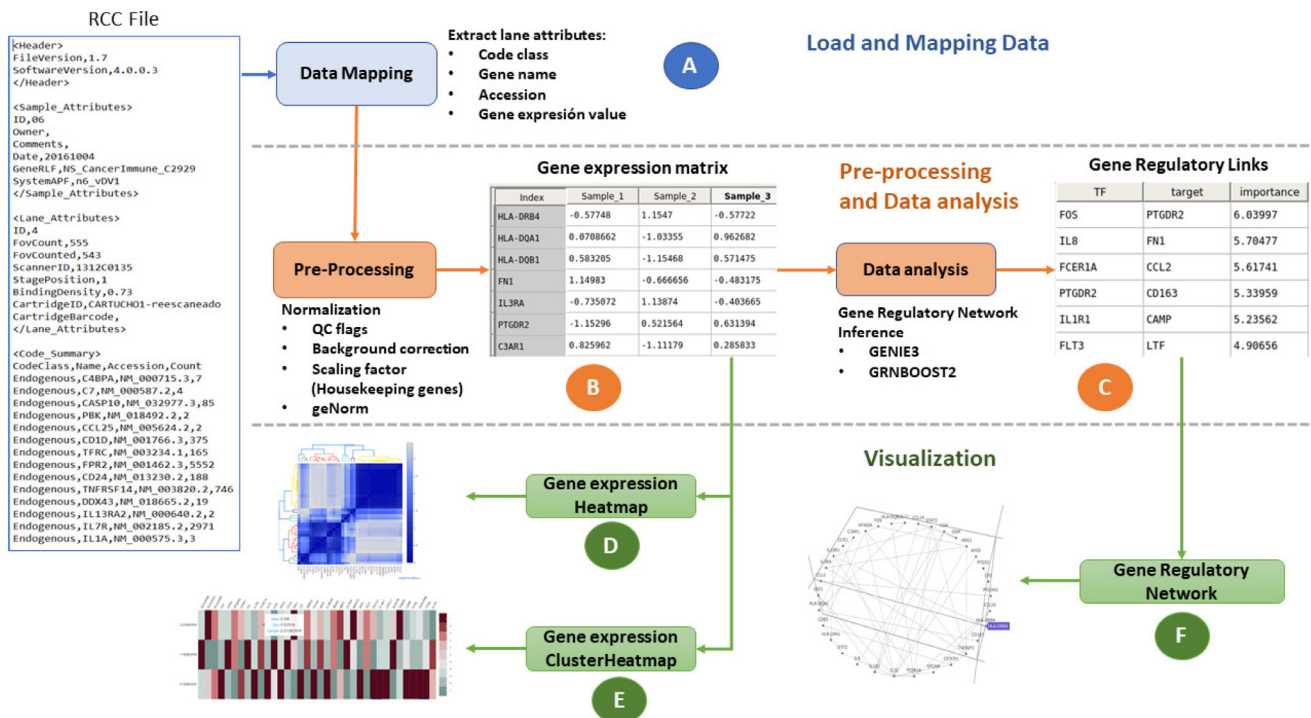 RCC File
<Header>
FileVersion,1.7
SoftwareVersion,4.0.0.3
</Header>
<Sample_Attributes>
ID,06
Owner,
Comments,
Date,20161004
GeneRLF,NS_CancerImmune_C2929
SystemAPF,n6_vDV1
</Sample_Attributes>
<Lane_Attributes>
ID,4
FovCount,555
FovCounted,543
ScannerID,1312C0135
StagePosition,1
BindingDensity,0.73
CartridgeID,CARTUCHO1-reescaneado
CartridgeBarcode,
</Lane_Attributes>
<Code_Summary>
CodeClass,Name,Accession,Count
Endogenous,C4BPA,NM_000715.3,7
Endogenous,C7,NM_000587.2,4
Endogenous,CASP10,NM_032977.3,85
Endogenous,PBK,NM_018492.2,2
Endogenous,CCL25,NM_005624.2,2
Endogenous,CD1D,NM_001766.3,375
Endogenous,TFRC,NM_003234.1,165
Endogenous,FPR2,NM_001462.3,5552
Endogenous,CD24,NM_013230.2,188
Endogenous,TNFRSF14,NM_003820.2,746
Endogenous,DDX43,NM_018665.2,19
Endogenous,IL13RA2,NM_000640.2,2
Endogenous,IL7R,NM_002185.2,2971
Endogenous,IL1A,NM_000575.3,3
Data Mapping
Extract lane attributes:
• Code class
• Gene name
• Accession
• Gene expresión value
A
Load and Mapping Data
Pre-Processing
Normalization
• QC flags
• Background correction
• Scaling factor
(Housekeeping genes)
• geNorm
Gene expression matrix
Index Sample_1 Sample_2 Sample_3
HLA-DRB4 -0.57748 1.1547 -0.57722
HLA-DQA1 0.0708662 -1.03355 0.962682
HLA-DQB1 0.583205 -1.15468 0.571475
FN1 1.14983 -0.666656 -0.483175
IL3RA -0.735072 1.13874 -0.403665
PTGDR2 -1.15296 0.521564 0.631394
C3AR1 0.825962 -1.11179 0.285833
B
Pre-processing
and Data analysis
Data analysis
Gene Regulatory Network
Inference
• GENIE3
• GRNBOOST2
Gene Regulatory Links
TF target importance
FOS PTGDR2 6.03997
IL8 FN1 5.70477
FCER1A CCL2 5.61741
PTGDR2 CD163 5.33959
IL1R1 CAMP 5.23562
FLT3 LTF 4.90656
C
Visualization
Gene expression
Heatmap
D
Gene expression
ClusterHeatmap
E
Gene Regulatory
Network
F